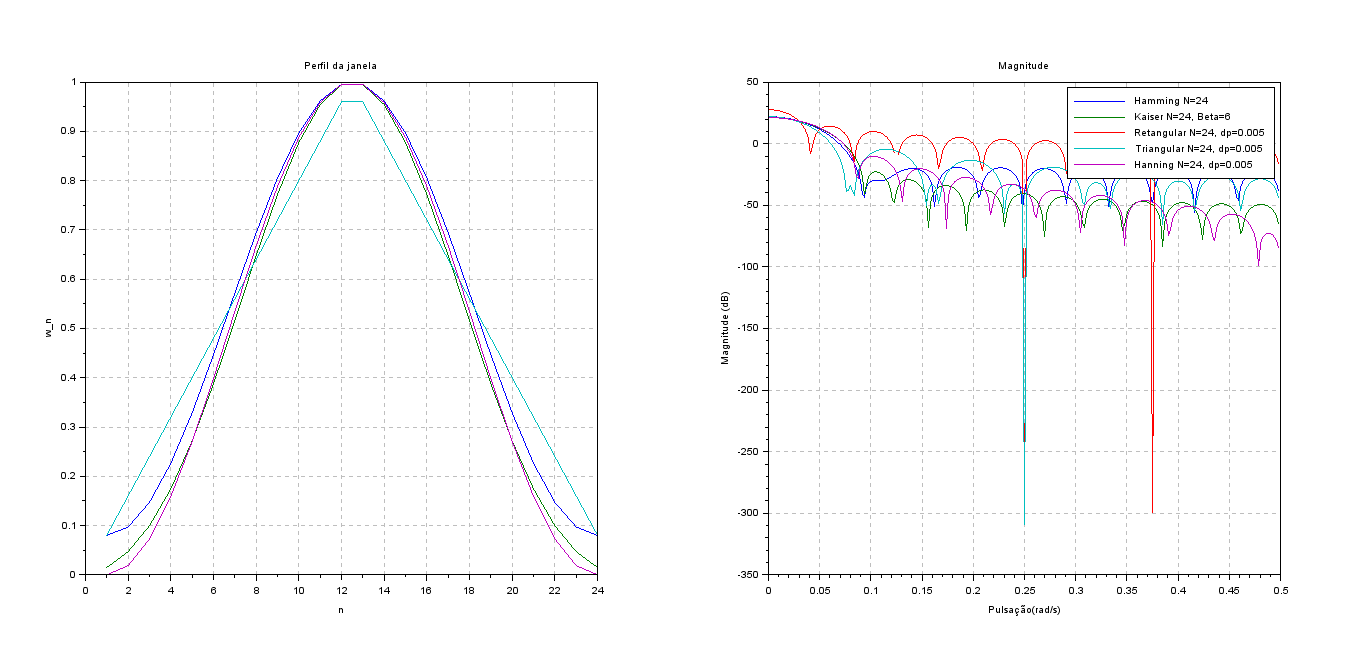 Perfil da janela
1
0.9
0.8
0.7
0.6
0.5
0.4
0.3
0.2
0.1
0
w_n
0 2 4 6 8 10 12 14 16 18 20 22 24
n
Magnitude
50
0
-50
-100
-150
-200
-250
-300
-350
Magnitude (dB)
Hamming N=24
Kaiser N=24, Beta=6
Retangular N=24, dp=0.005
Triangular N=24, dp=0.005
Hanning N=24, dp=0.005
0 0.05 0.1 0.15 0.2 0.25 0.3 0.35 0.4 0.45 0.5
Pulsação(rad/s)